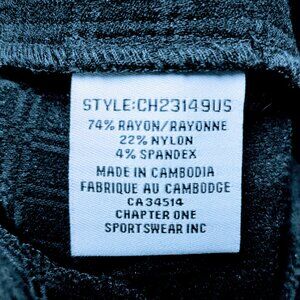 STYLE:CH23149US
74% RAYON/RAYONNE
22% NYLON
4% SPANDEX
MADE IN CAMBODIA
FABRIQUE AU CAMBODGE
CA34514
CHAPTER ONE
SPORTSWEAR INC